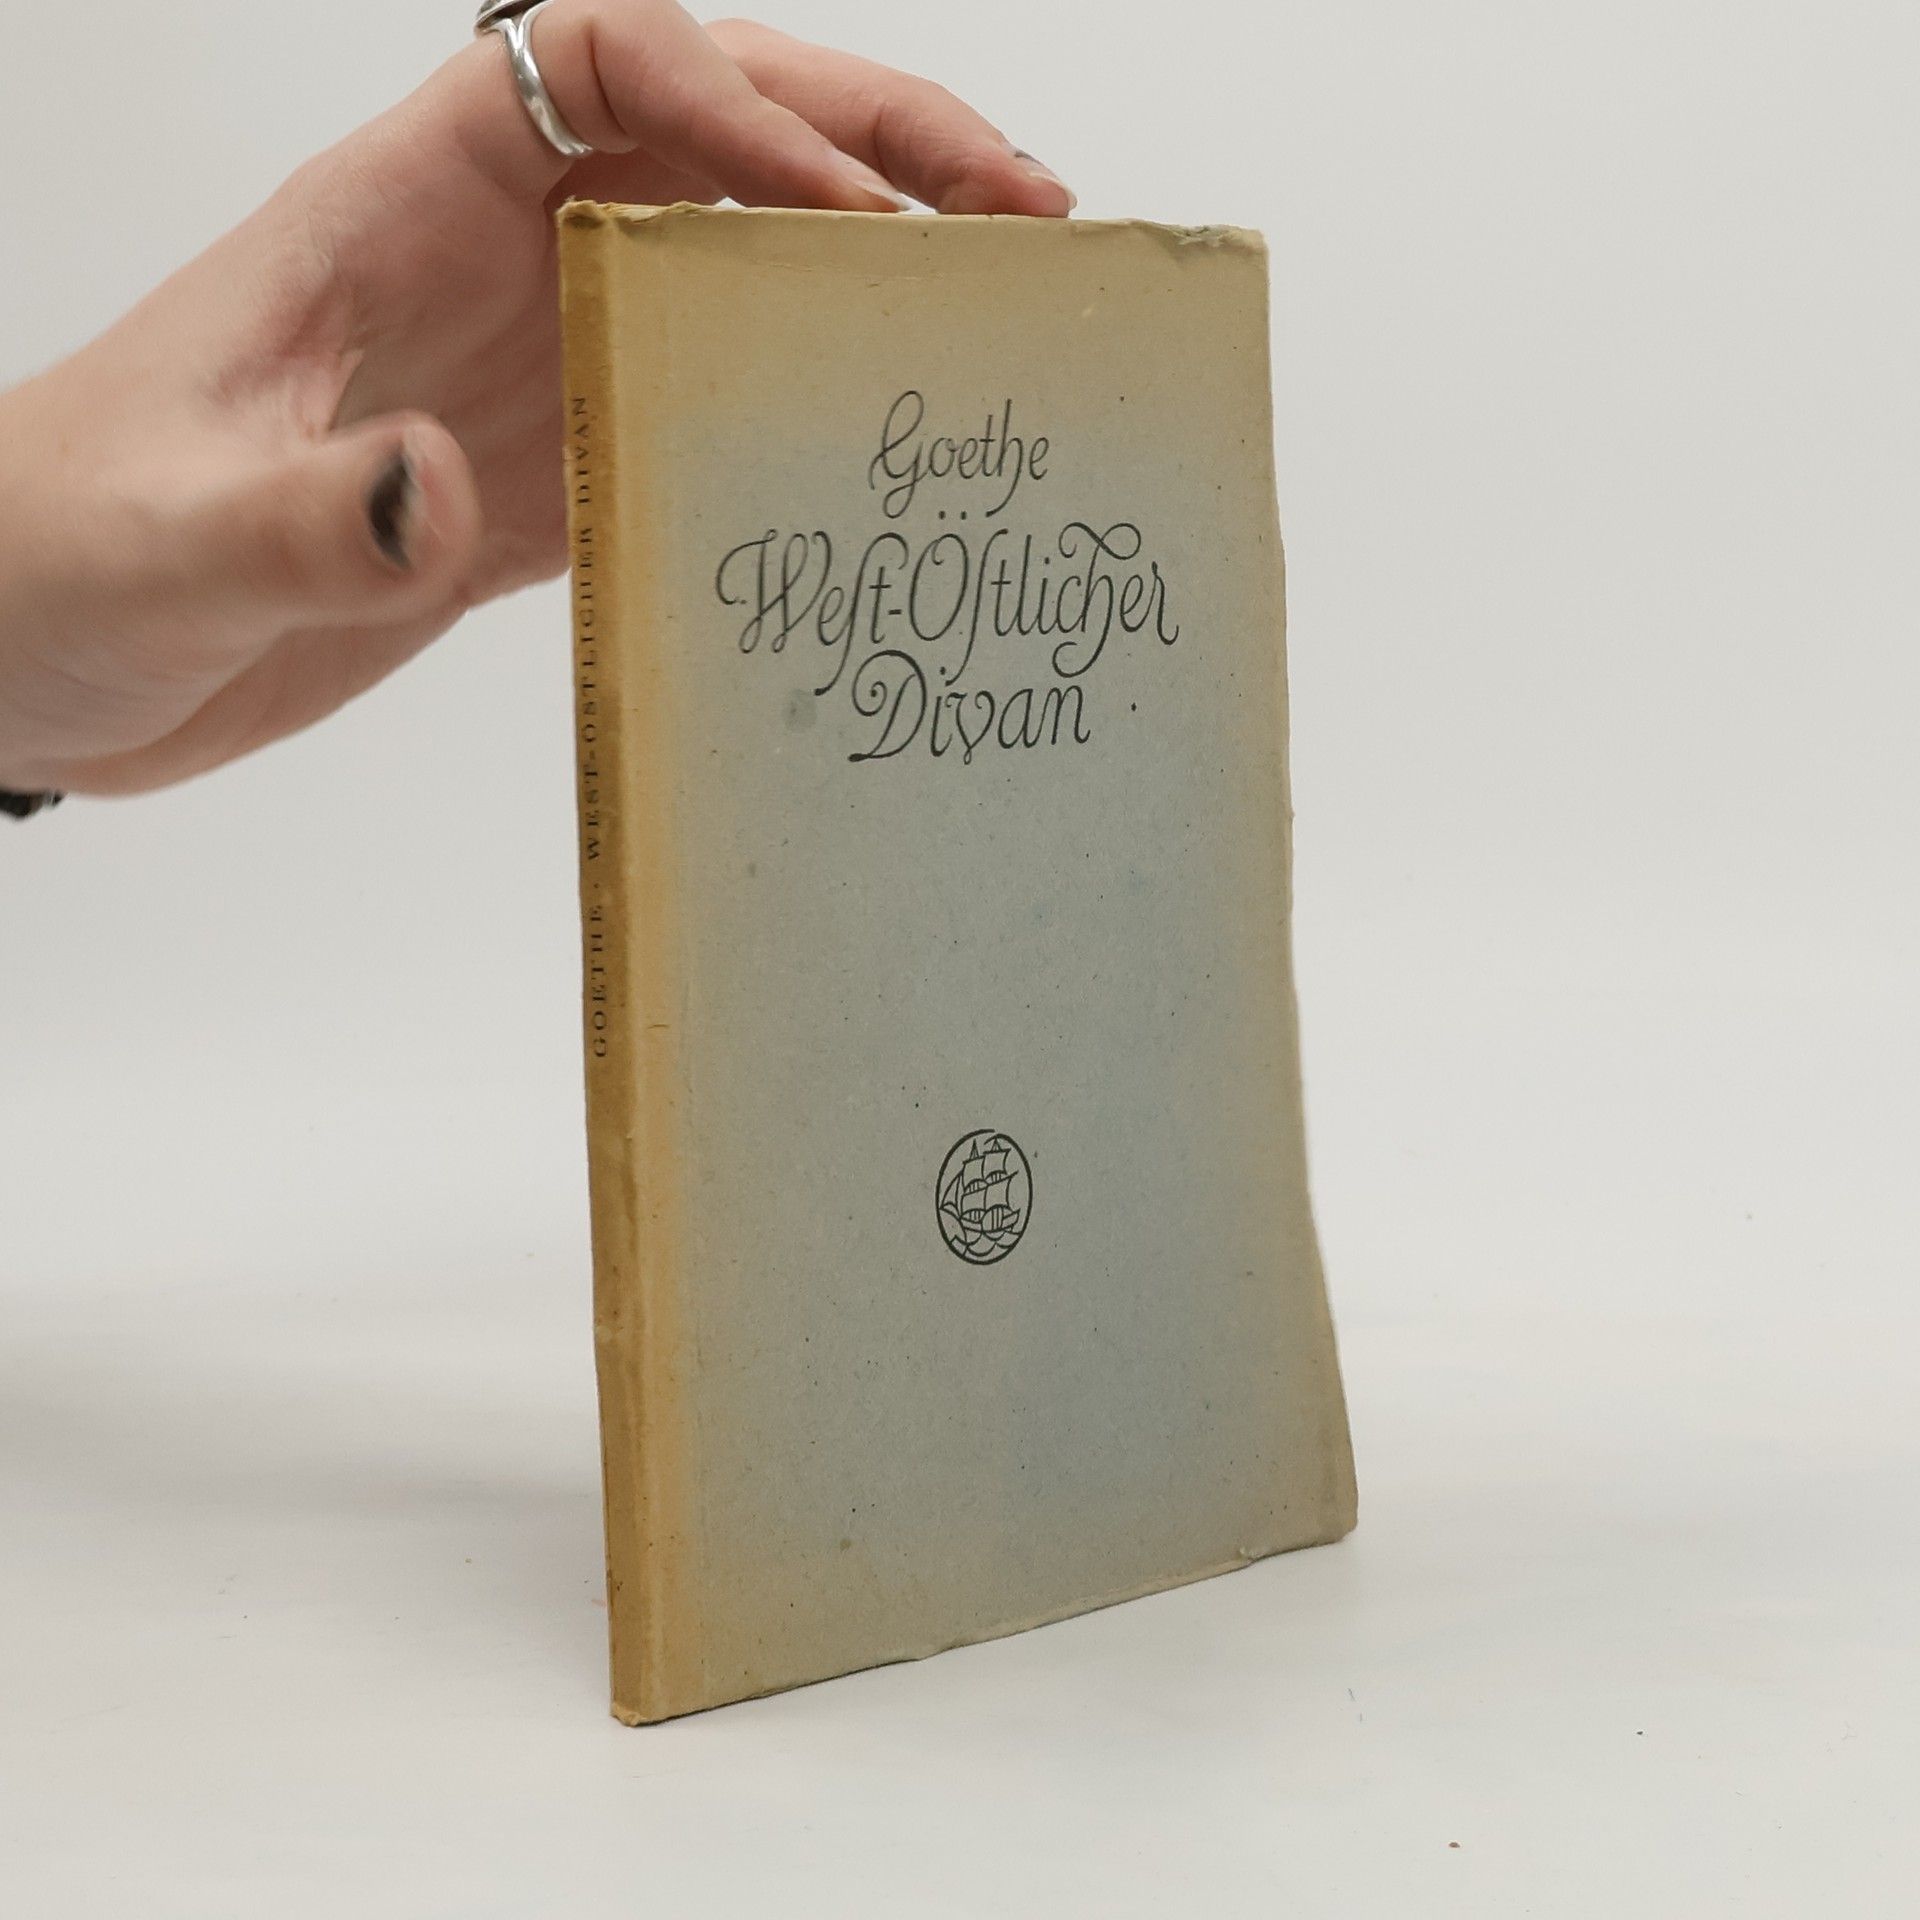 Goethe
Weſt-Öſtlicher
Divan
GOETHE · WEST-ÖSTLICHER DIVAN